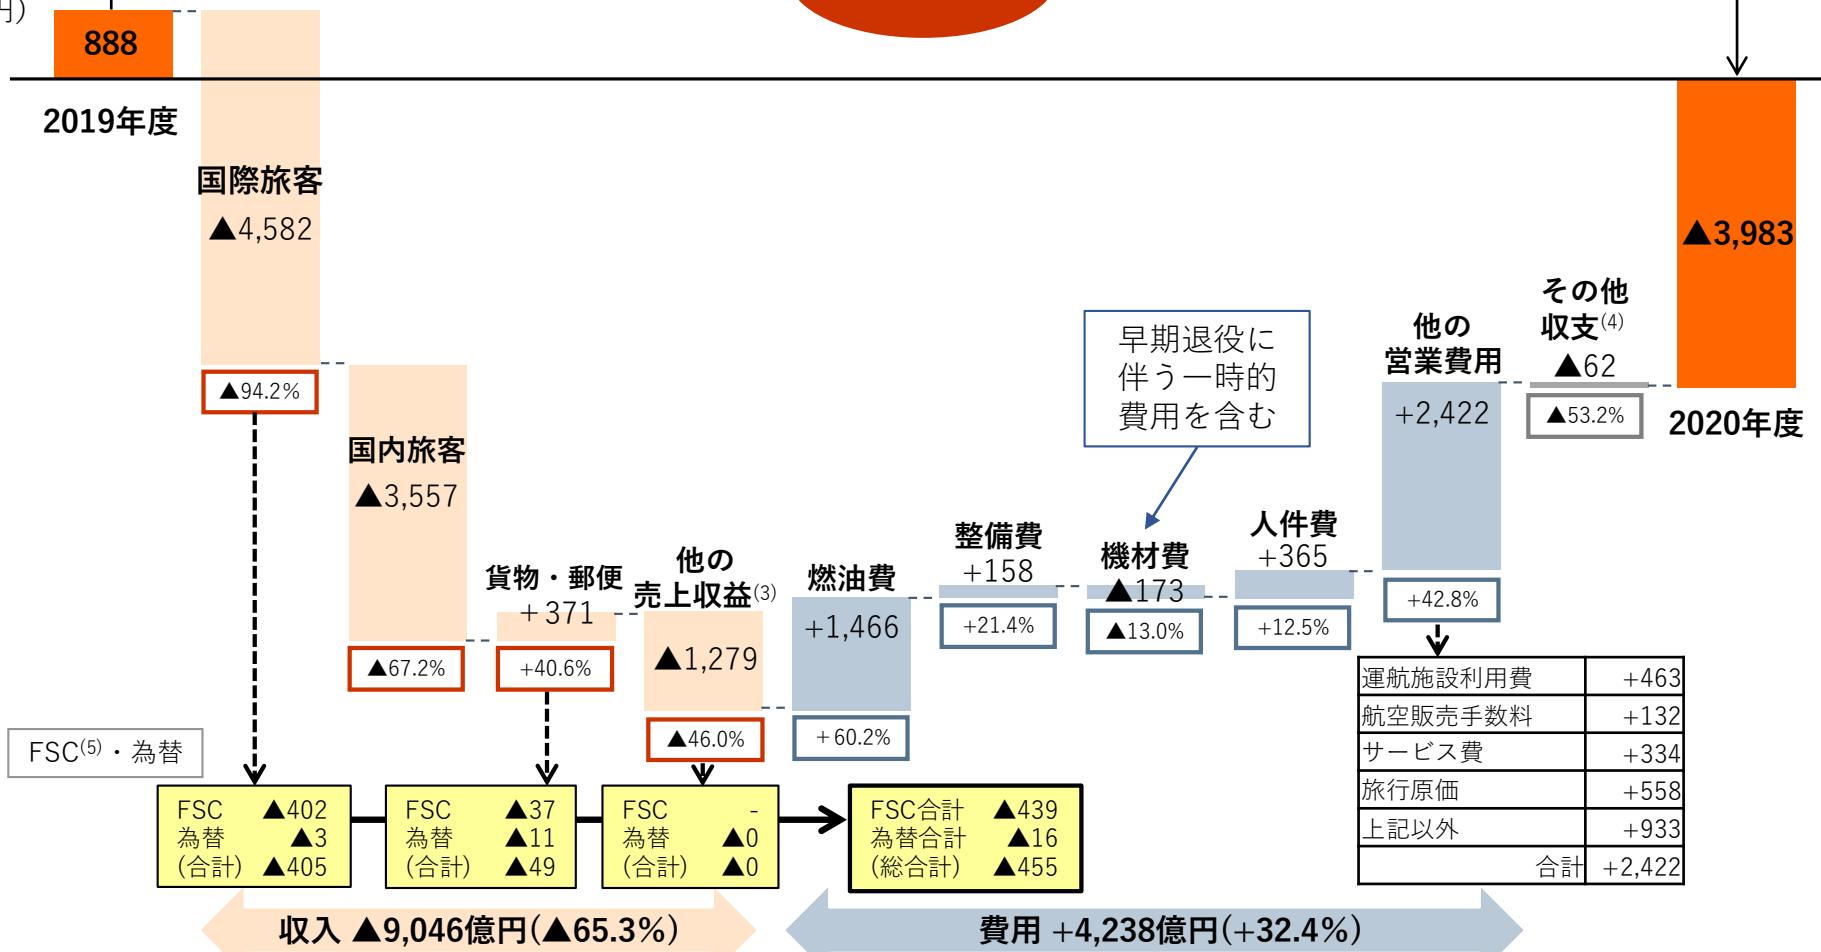 円)
888
2019年度
国際旅客
▲4,582
▲94.2%
国内旅客
▲3,557
▲67.2%
貨物・郵便
+371
+40.6%
他の
売上収益(3)
▲1,279
▲46.0%
燃油費
+1,466
+60.2%
整備費
+158
+21.4%
早期退役に
伴う一時的
費用を含む
機材費
▲173
▲13.0%
人件費
+365
+12.5%
他の
営業費用
+2,422
+42.8%
その他
収支(4)
▲62
▲53.2%
▲3,983
2020年度
運航施設利用費 +463
航空販売手数料 +132
サービス費 +334
旅行原価 +558
上記以外 +933
合計 +2,422
FSC(5)・為替
FSC ▲402
為替 ▲3
(合計) ▲405
FSC ▲37
為替 ▲11
(合計) ▲49
FSC -
為替 ▲0
(合計) ▲0
FSC合計 ▲439
為替合計 ▲16
(総合計) ▲455
収入 ▲9,046億円(▲65.3%)
費用 +4,238億円(+32.4%)